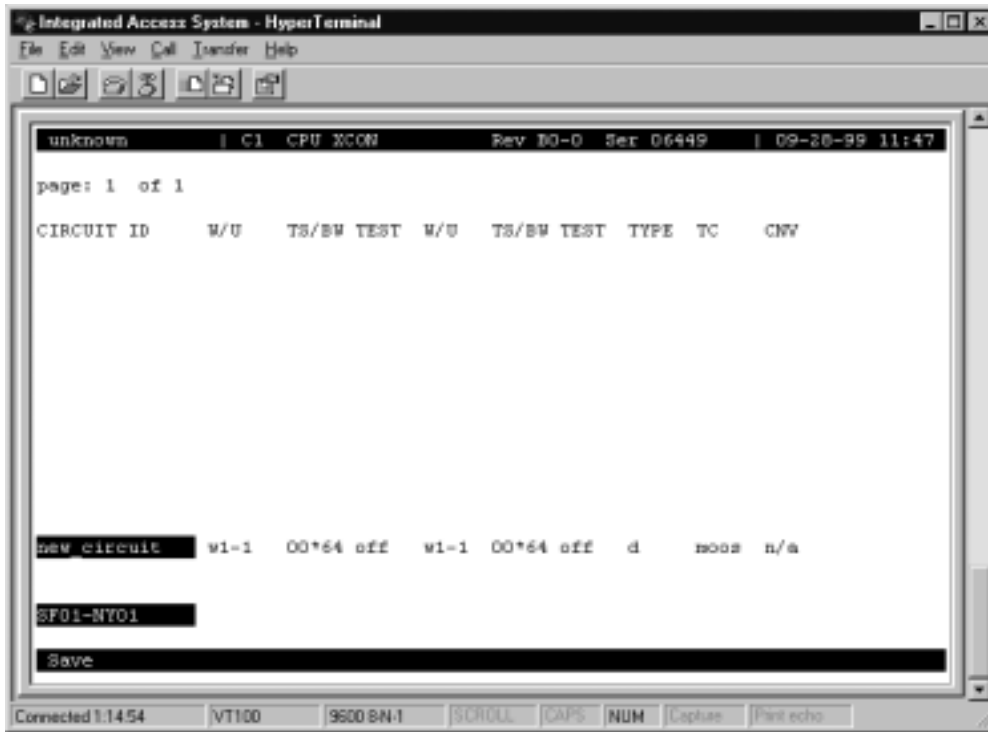 Integrated Access System - HyperTerminal
File Edit View Call Transfer Help
unknown | C1 CPU XCON Rev B0-0 Ser 06449 | 09-28-99 11:47
page: 1 of 1
CIRCUIT ID W/U TS/BW TEST W/U TS/BW TEST TYPE TC CNV
new_circuit w1-1 00*64 off w1-1 00*64 off d moos n/a
SF01-NY01
Save
Connected 1:14:54 VT100 9600 8-N-1 SCROLL CAPS NUM Capture Print echo